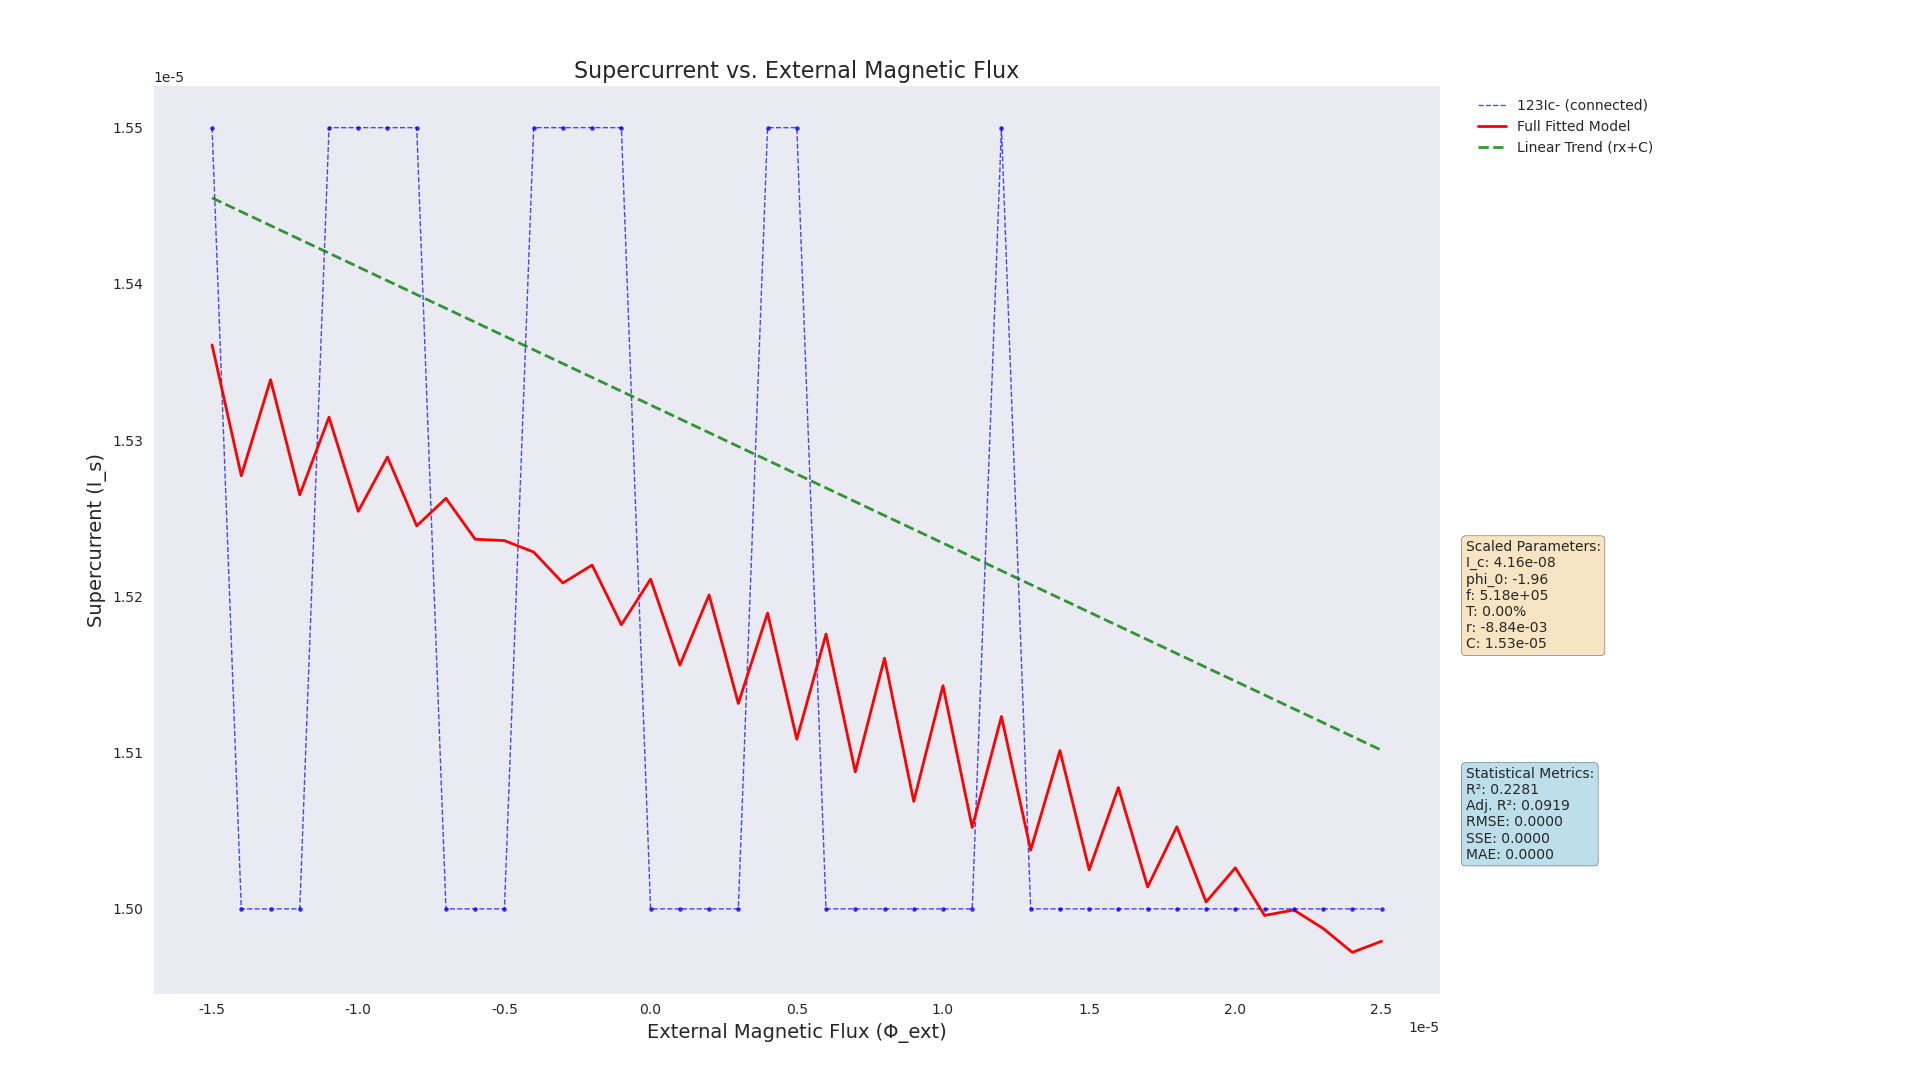 Supercurrent vs. External Magnetic Flux
1e-5
1.55
1.54
1.53
1.52
1.51
1.50
Supercurrent (I_s)
-1.5 -1.0 -0.5 0.0 0.5 1.0 1.5 2.0 2.5
1e-5
External Magnetic Flux (Φ_ext)
123Ic- (connected)
Full Fitted Model
Linear Trend (rx+C)
Scaled Parameters:
I_c: 4.16e-08
phi_0: -1.96
f: 5.18e+05
T: 0.00%
r: -8.84e-03
C: 1.53e-05
Statistical Metrics:
R²: 0.2281
Adj. R²: 0.0919
RMSE: 0.0000
SSE: 0.0000
MAE: 0.0000